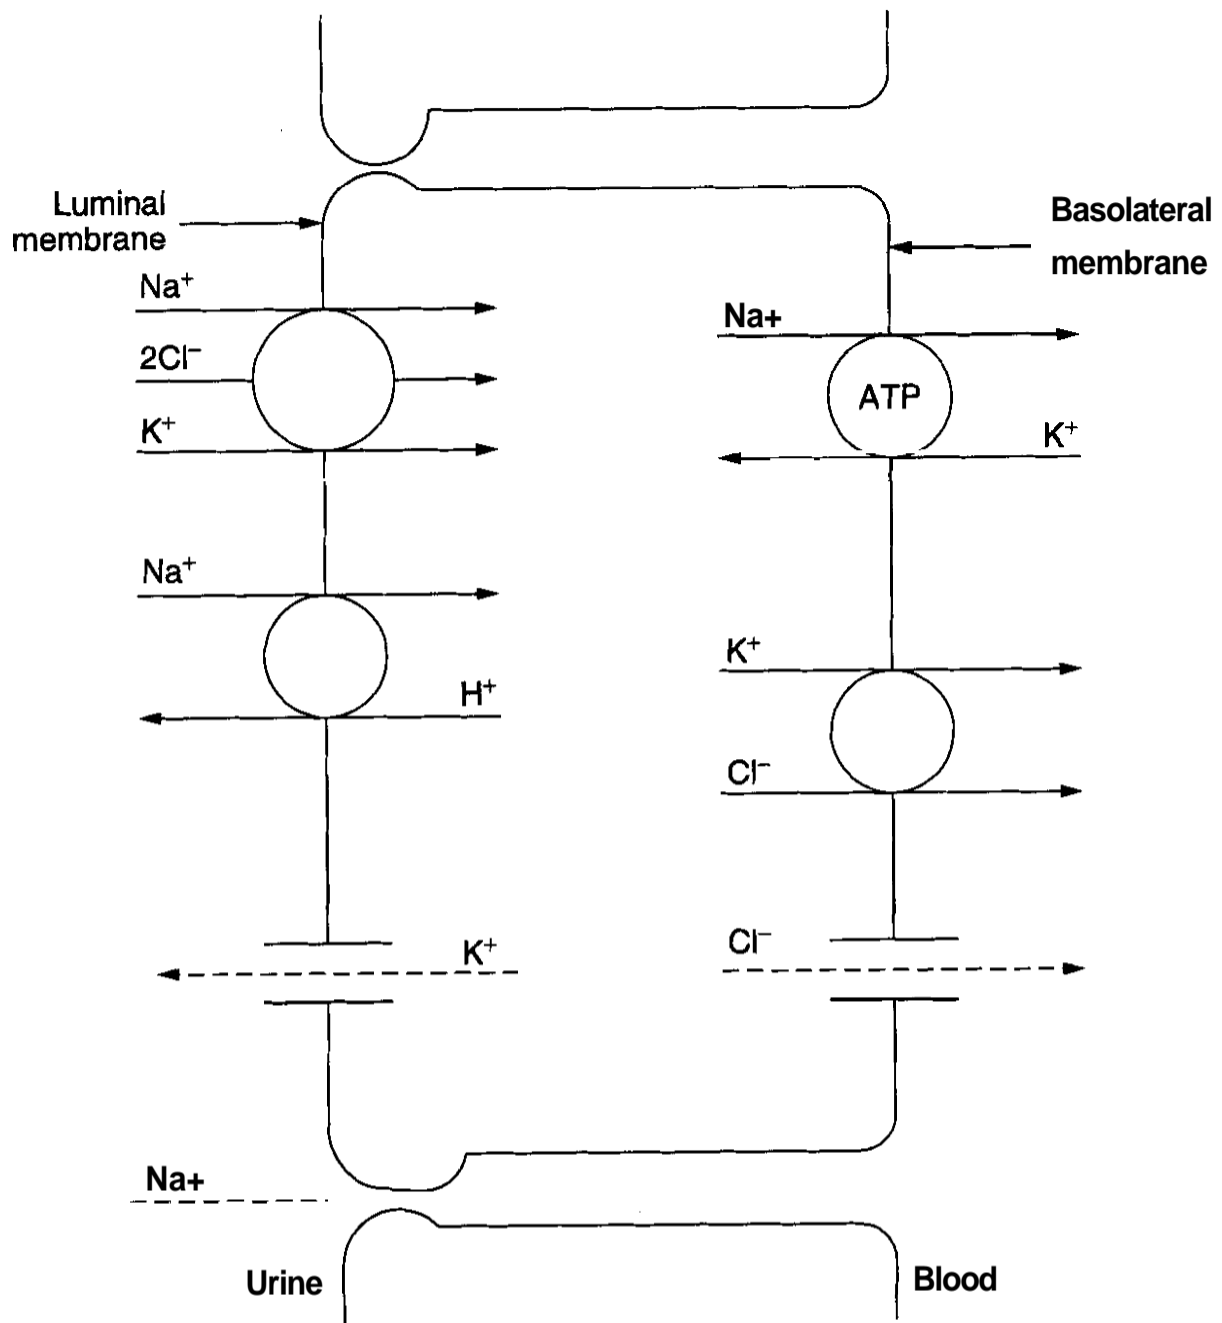 Luminal
membrane
Basolateral
membrane
Na⁺
2Cl⁻
K⁺
Na+
ATP
K⁺
Na⁺
H⁺
K⁺
Cl⁻
K⁺
Cl⁻
Na+
Urine
Blood